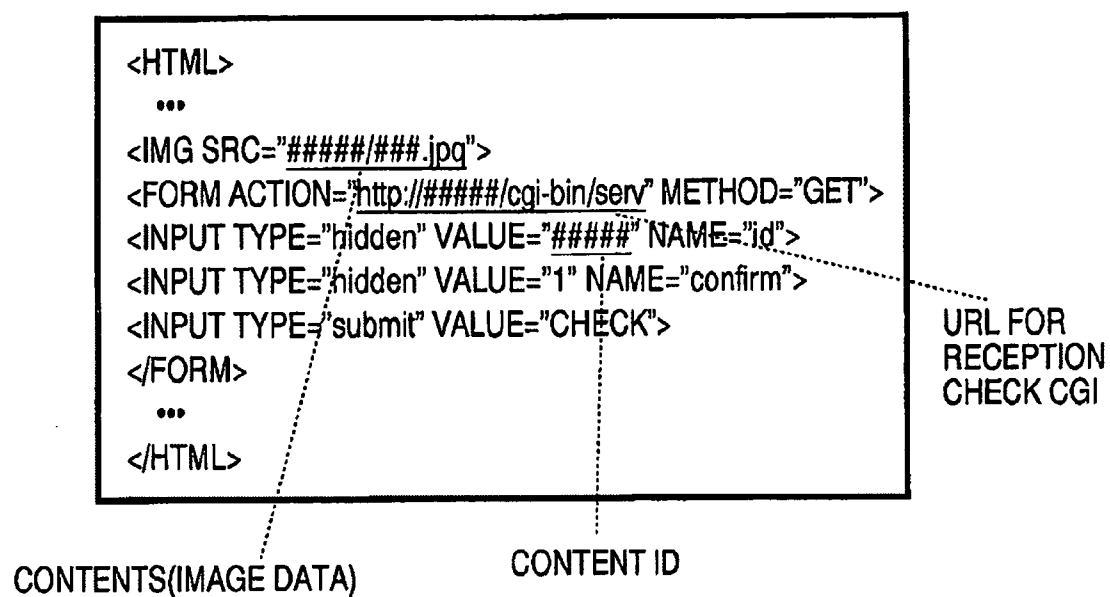 <HTML>
•••
<IMG SRC="#####/###.jpq">
<FORM ACTION="http://#####/cgi-bin/serv" METHOD="GET">
<INPUT TYPE="hidden" VALUE="#####" NAME="id">
<INPUT TYPE="hidden" VALUE="1" NAME="confirm">
<INPUT TYPE="submit" VALUE="CHECK">
</FORM>
•••
</HTML>
URL FOR
RECEPTION
CHECK CGI
CONTENTS(IMAGE DATA)
CONTENT ID